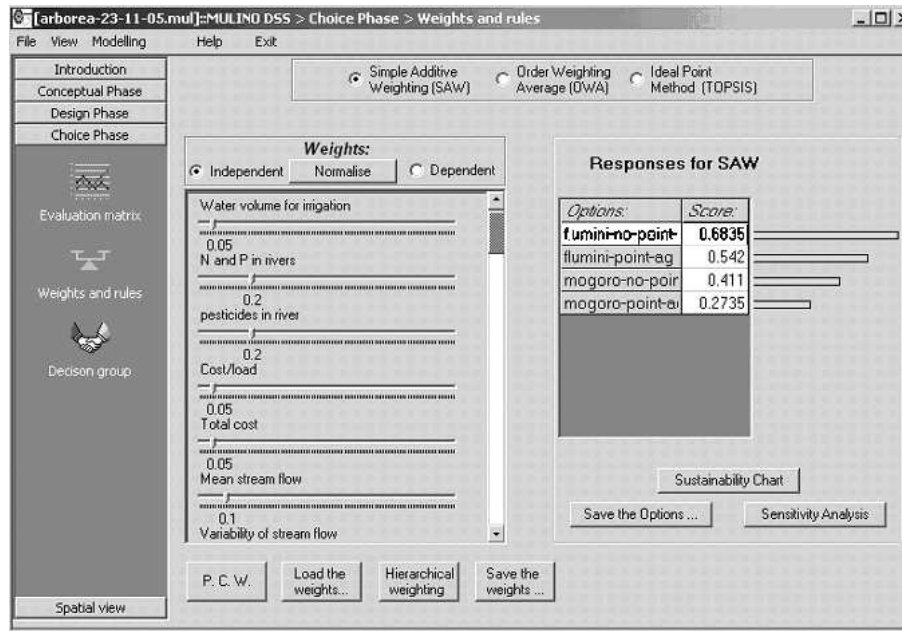 [arborea-23-11-05.mul]::MULINO DSS > Choice Phase > Weights and rules
File View Modelling Help Exit
Introduction
Conceptual Phase
Design Phase
Choice Phase
Evaluation matrix
Weights and rules
Decison group
Spatial view
Simple Additive
Weighting (SAW)
Order Weighting
Average (OWA)
Ideal Point
Method (TOPSIS)
Weights:
Independent Normalise Dependent
Water volume for irrigation
0.05
N and P in rivers
0.2
pesticides in river
0.2
Cost/load
0.05
Total cost
0.05
Mean stream flow
0.1
Variability of stream flow
P. C. W.
Load the
weights...
Hierarchical
weighting
Save the
weights ...
Responses for SAW
Options: Score:
flumini-no-point- 0.6835
flumini-point-ag 0.542
mogoro-no-poin 0.411
mogoro-point-a 0.2735
Sustainability Chart
Save the Options ... Sensitivity Analysis